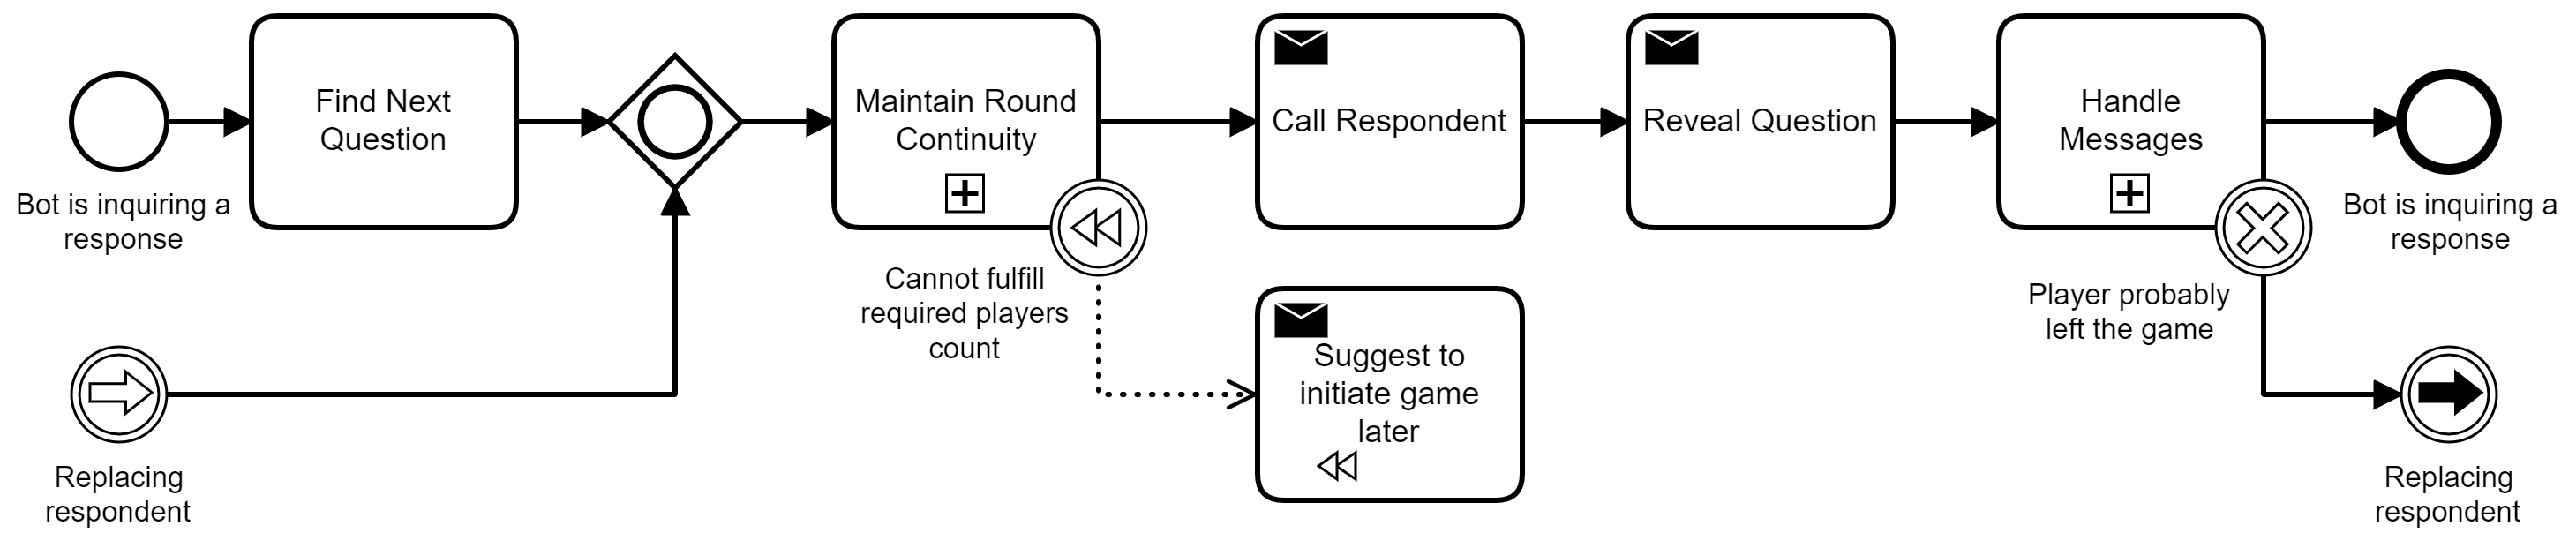 Bot is inquiring a
response
Find Next
Question
Maintain Round
Continuity
Cannot fulfill
required players
count
Call Respondent
Reveal Question
Handle
Messages
Player probably
left the game
Bot is inquiring a
response
Replacing
respondent
Suggest to
initiate game
later
Replacing
respondent